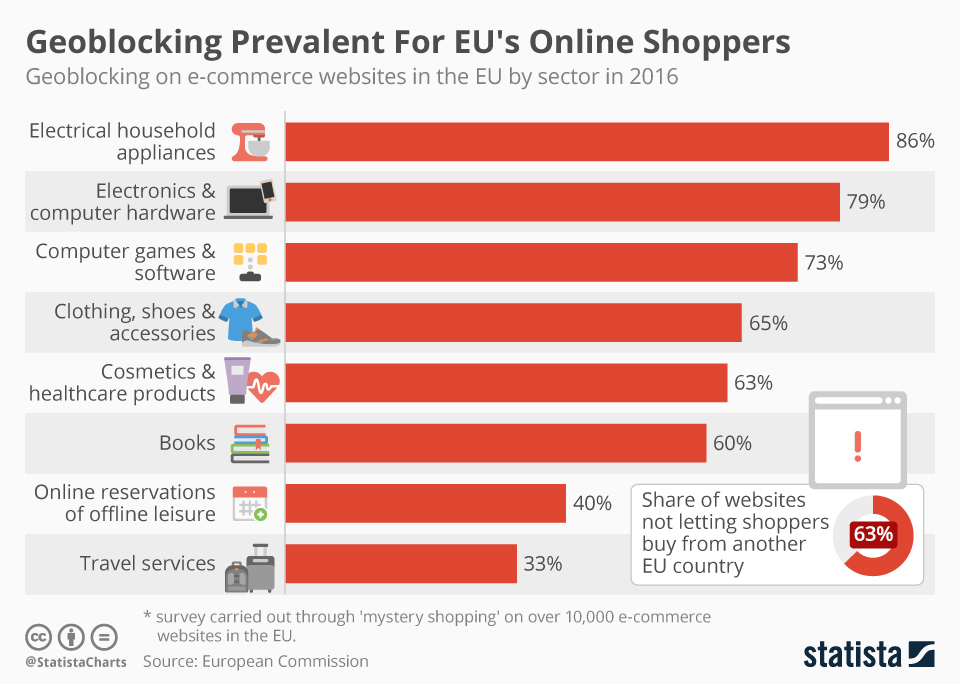 Geoblocking Prevalent For EU's Online Shoppers
Geoblocking on e-commerce websites in the EU by sector in 2016
Electrical household
appliances
86%
Electronics &
computer hardware
79%
Computer games &
software
73%
Clothing, shoes &
accessories
65%
Cosmetics &
healthcare products
63%
Books
60%
!
Online reservations
of offline leisure
40%
Travel services
33%
Share of websites
not letting shoppers
buy from another
EU country
63%
* survey carried out through 'mystery shopping' on over 10,000 e-commerce
websites in the EU.
cc
@StatistaCharts
Source: European Commission
statista